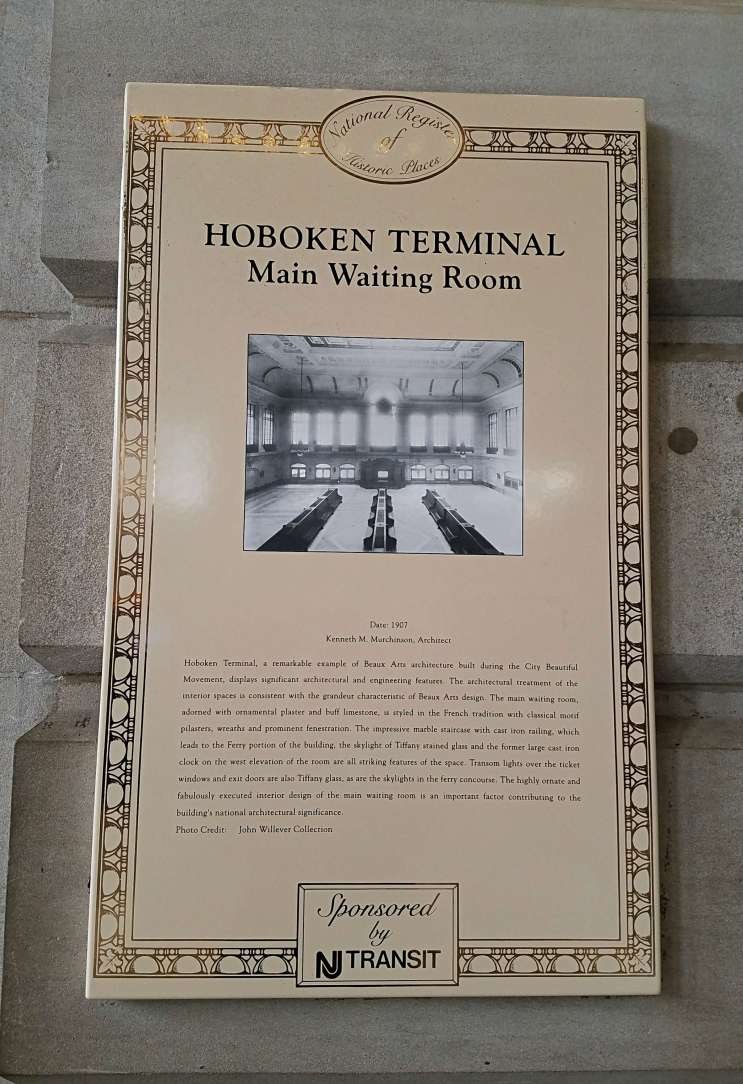 National Register
of
Historic Places
HOBOKEN TERMINAL
Main Waiting Room
Date: 1907
Kenneth M. Murchinson, Architect
Hoboken Terminal, a remarkable example of Beaux Arts architecture built during the City Beautiful
Movement, displays significant architectural and engineering features. The architectural treatment of the
interior spaces is consistent with the grandeur characteristic of Beaux Arts design. The main waiting room,
adorned with ornamental plaster and buff limestone, is styled in the French tradition with classical motif
pilasters, wreaths and prominent fenestration. The impressive marble staircase with cast iron railing, which
leads to the Ferry portion of the building, the skylight of Tiffany stained glass and the former large cast iron
clock on the west elevation of the room are all striking features of the space. Transom lights over the ticket
windows and exit doors are also Tiffany glass, as are the skylights in the ferry concourse. The highly ornate and
fabulously executed interior design of the main waiting room is an important factor contributing to the
building's national architectural significance.
Photo Credit: John Willever Collection
Sponsored
by
NJ TRANSIT